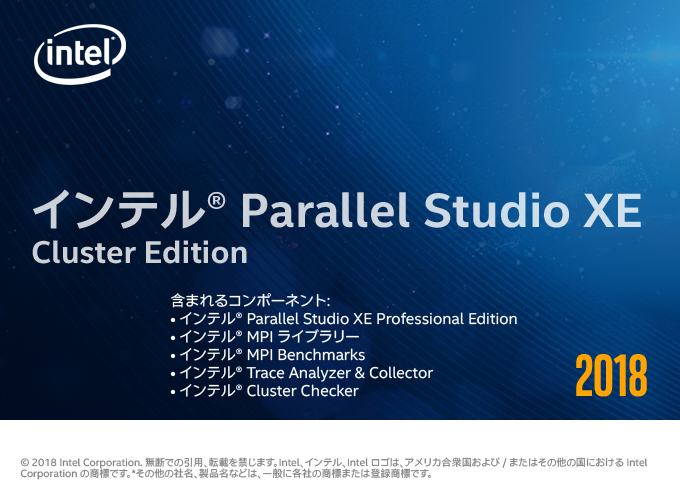 intel
インテル® Parallel Studio XE
Cluster Edition
含まれるコンポーネント:
• インテル® Parallel Studio XE Professional Edition
• インテル® MPI ライブラリー
• インテル® MPI Benchmarks
• インテル® Trace Analyzer & Collector
• インテル® Cluster Checker
2018
© 2018 Intel Corporation. 無断での引用、転載を禁じます。Intel、インテル、Intel ロゴは、アメリカ合衆国および / またはその他の国における Intel
Corporation の商標です。*その他の社名、製品名などは、一般に各社の商標または登録商標です。